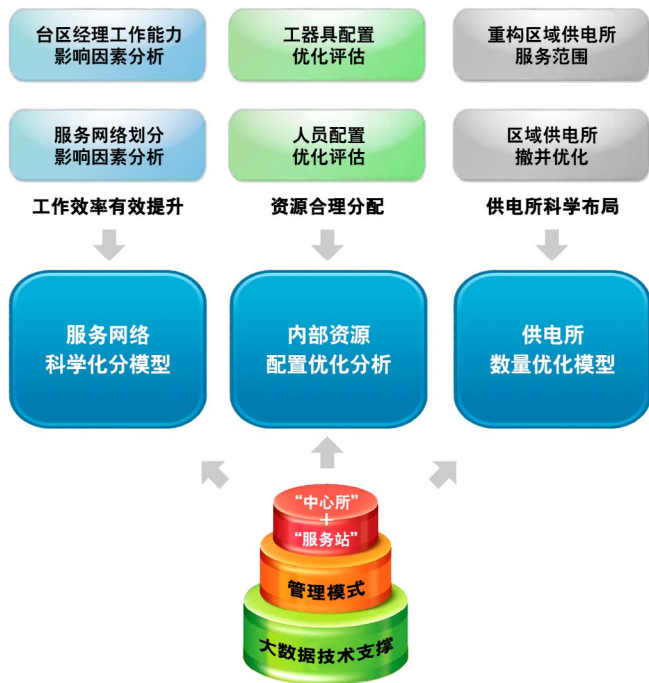 台区经理工作能力
影响因素分析
工器具配置
优化评估
重构区域供电所
服务范围
服务网络划分
影响因素分析
人员配置
优化评估
区域供电所
撤并优化
工作效率有效提升
资源合理分配
供电所科学布局
服务网络
科学化分模型
内部资源
配置优化分析
供电所
数量优化模型
“中心所”
+
“服务站”
管理模式
大数据技术支撑